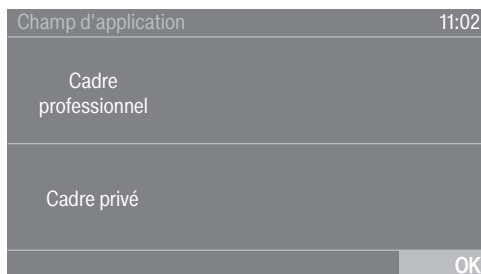 Champ d'application 11:02
Cadre
professionnel
Cadre privé
OK